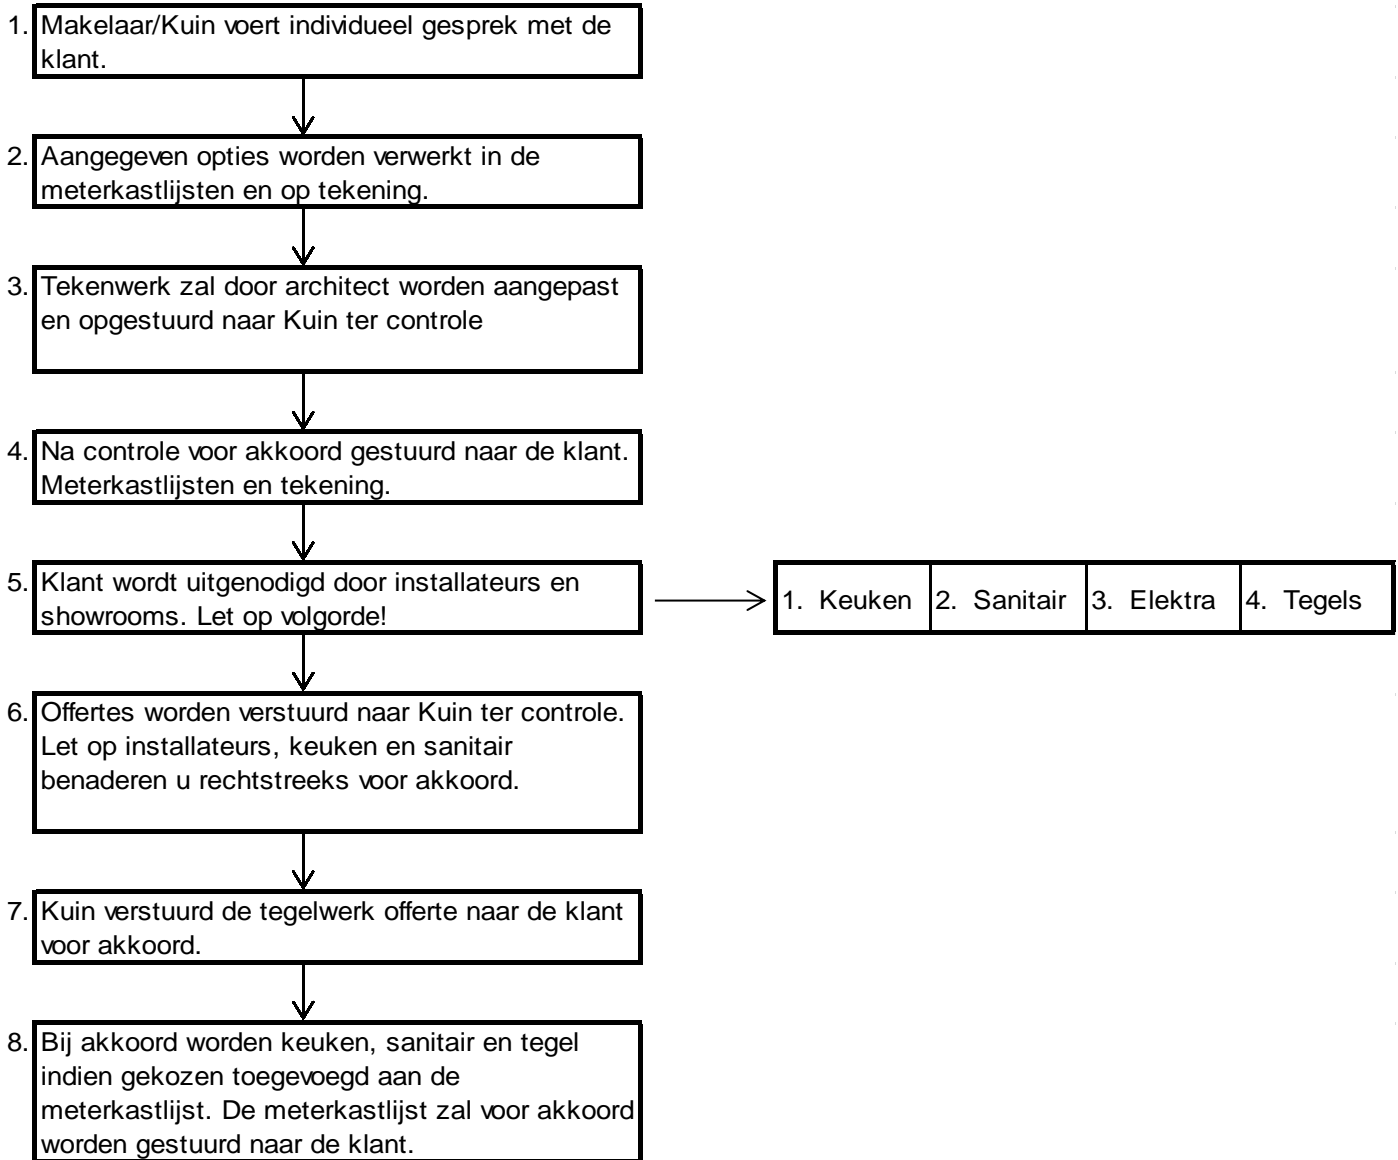 1. Makelaar/Kuin voert individueel gesprek met de
klant.
2. Aangegeven opties worden verwerkt in de
meterkastlijsten en op tekening.
3. Tekenwerk zal door architect worden aangepast
en opgestuurd naar Kuin ter controle
4. Na controle voor akkoord gestuurd naar de klant.
Meterkastlijsten en tekening.
5. Klant wordt uitgenodigd door installateurs en
showrooms. Let op volgorde!
1. Keuken 2. Sanitair 3. Elektra 4. Tegels
6. Offertes worden verstuurd naar Kuin ter controle.
Let op installateurs, keuken en sanitair
benaderen u rechtstreeks voor akkoord.
7. Kuin verstuurd de tegelwerk offerte naar de klant
voor akkoord.
8. Bij akkoord worden keuken, sanitair en tegel
indien gekozen toegevoegd aan de
meterkastlijst. De meterkastlijst zal voor akkoord
worden gestuurd naar de klant.